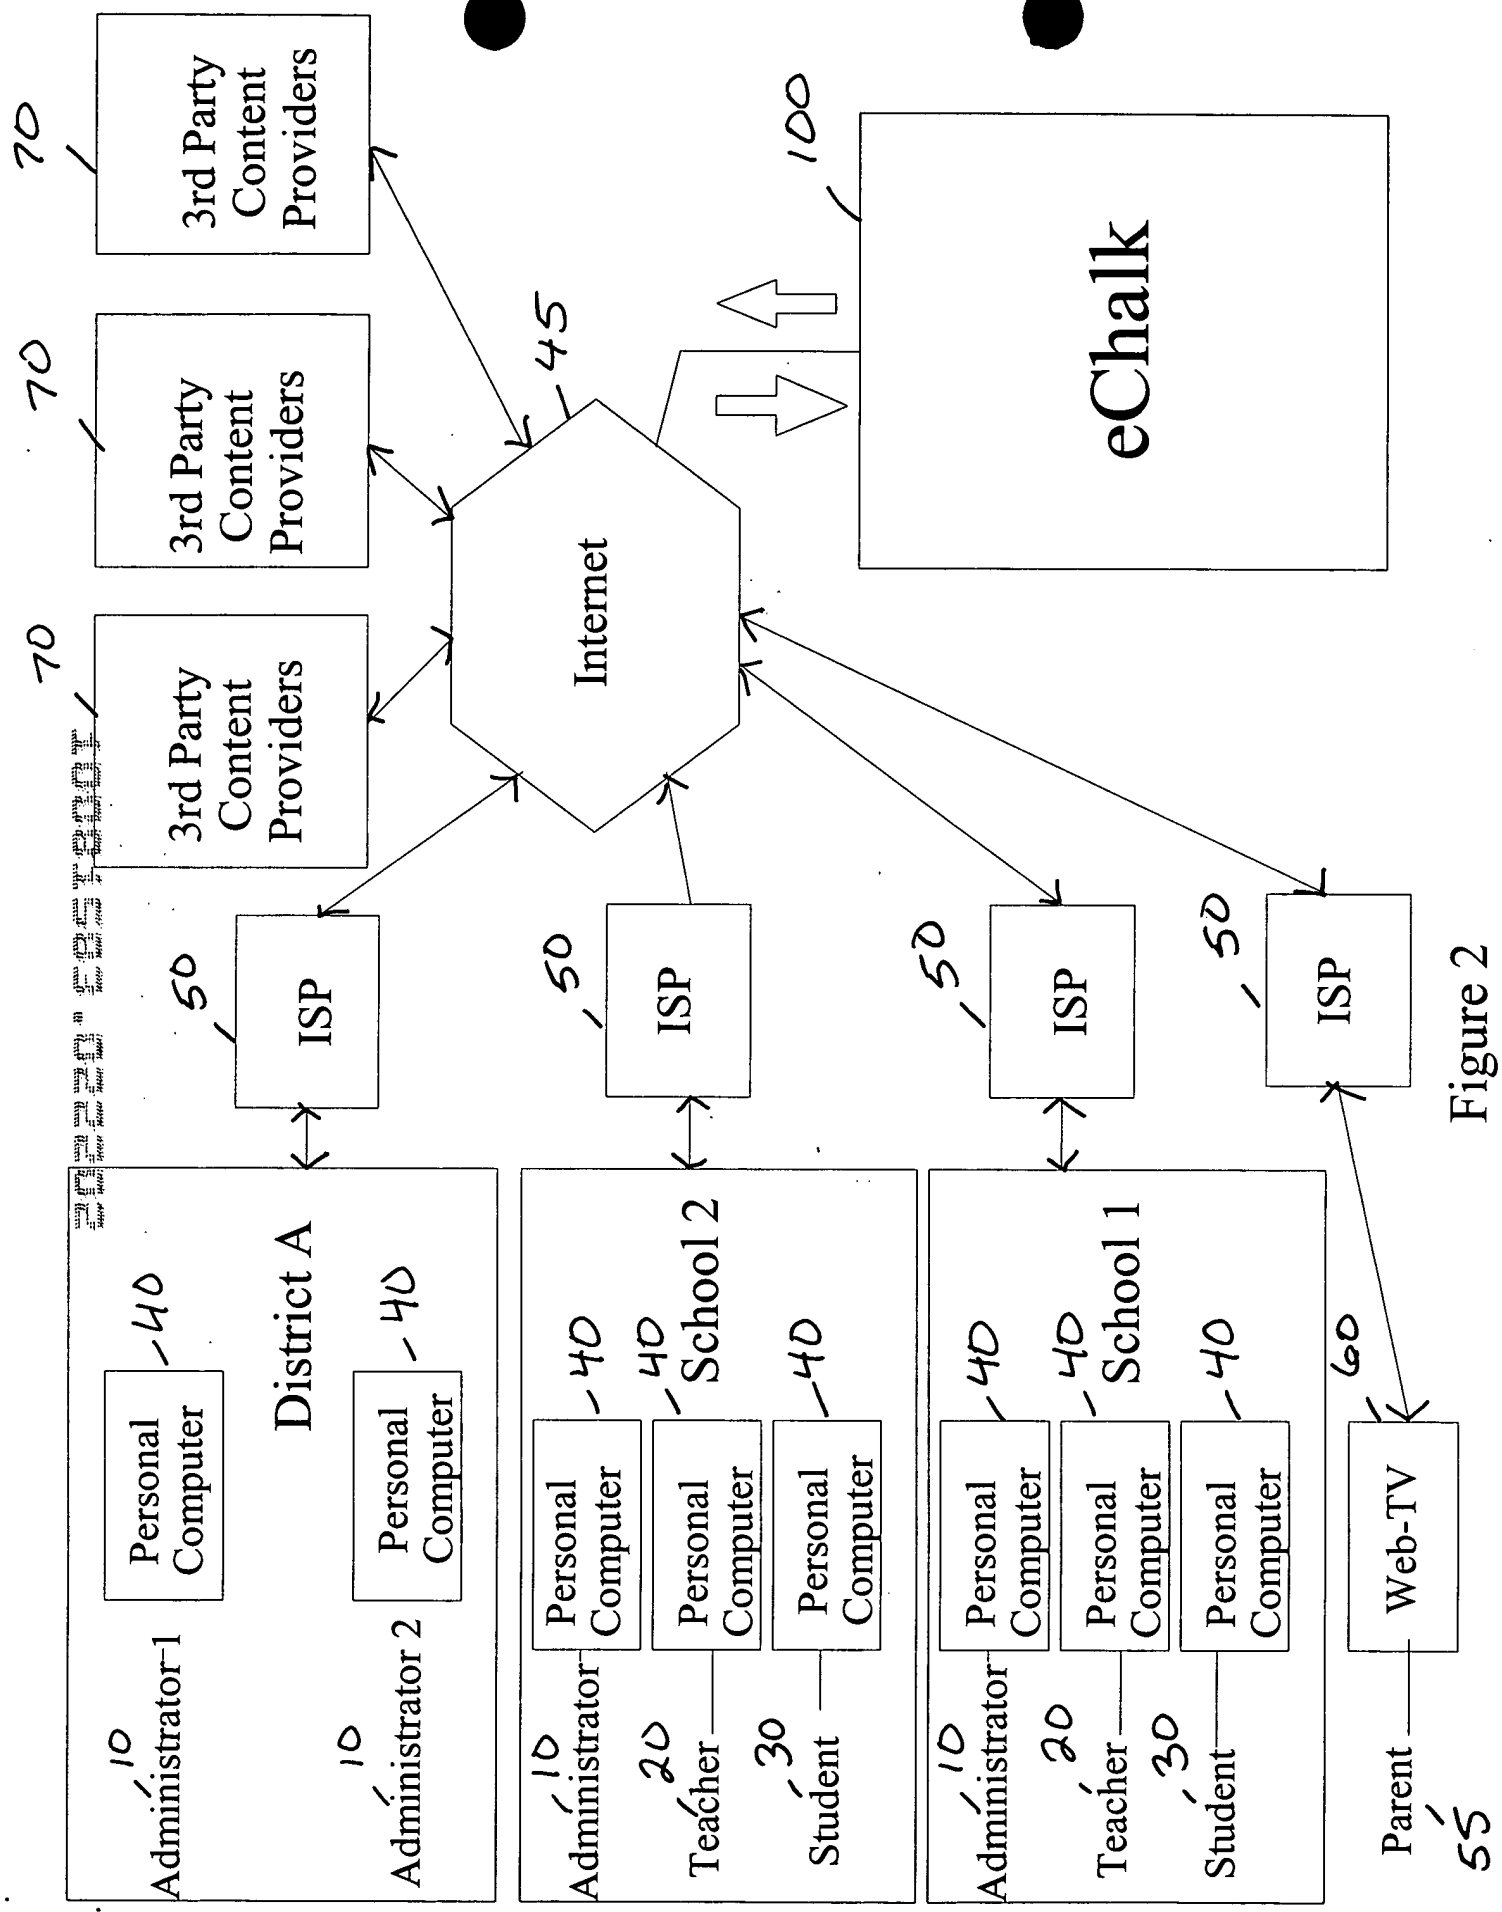 10
Administrator 1
Personal
Computer
40
District A
10
Administrator 2
Personal
Computer
40
50
ISP
70
3rd Party
Content
Providers
70
3rd Party
Content
Providers
70
3rd Party
Content
Providers
10
Administrator
Personal
Computer
40
20
Teacher
Personal
Computer
40
School 2
30
Student
Personal
Computer
40
50
ISP
Internet
45
10
Administrator
Personal
Computer
40
20
Teacher
Personal
Computer
40
School 1
30
Student
Personal
Computer
40
50
ISP
100
eChalk
Parent
55
Web-TV
60
50
ISP
Figure 2